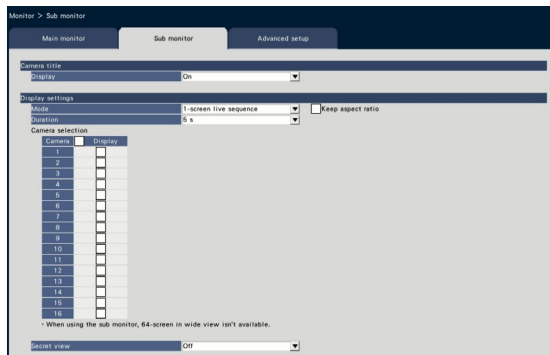 Monitor > Sub monitor
Main monitor Sub monitor Advanced setup
Camera title
Display On
Display settings
Mode 1-screen live sequence Keep aspect ratio
Duration 5 s
Camera selection
Camera Display
1
2
3
4
5
6
7
8
9
10
11
12
13
14
15
16
・When using the sub monitor, 64-screen in wide view isn't available.
Secret view Off